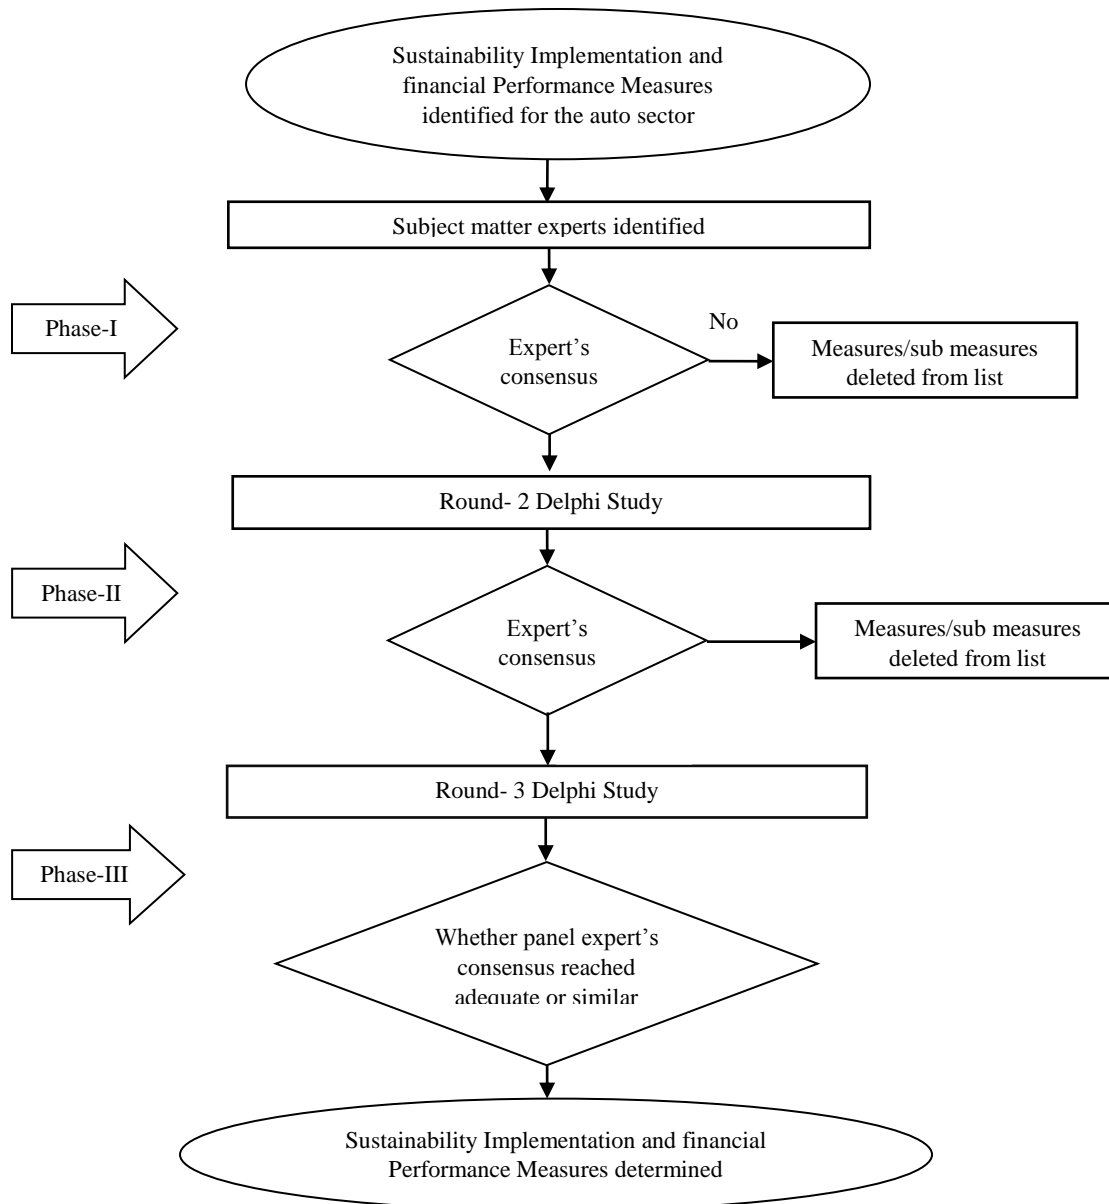 Sustainability Implementation and
financial Performance Measures
identified for the auto sector
Subject matter experts identified
Phase-I
Expert’s
consensus
No
Measures/sub measures
deleted from list
Round- 2 Delphi Study
Phase-II
Expert’s
consensus
Measures/sub measures
deleted from list
Round- 3 Delphi Study
Phase-III
Whether panel expert’s
consensus reached
adequate or similar
Sustainability Implementation and financial
Performance Measures determined